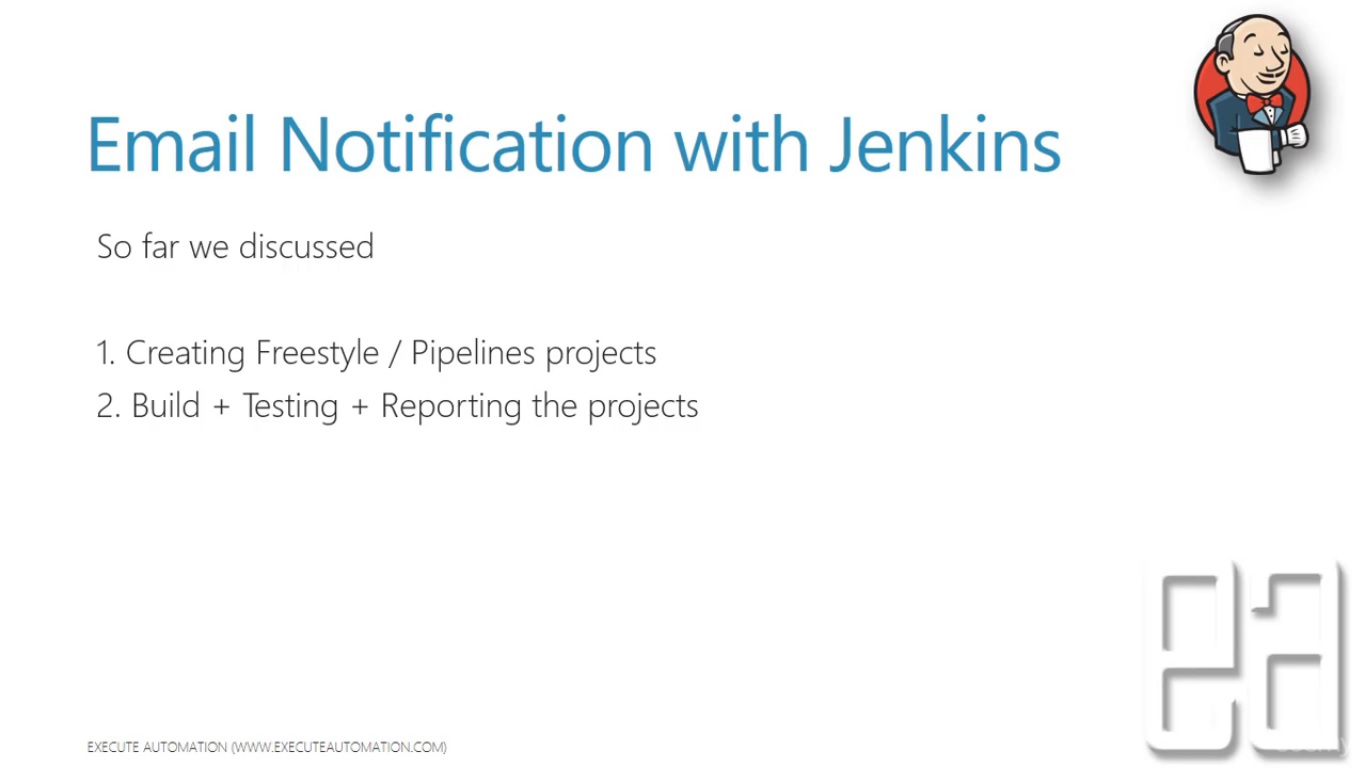 Email Notification with Jenkins
So far we discussed
1. Creating Freestyle / Pipelines projects
2. Build + Testing + Reporting the projects
EXECUTE AUTOMATION (WWW.EXECUTEAUTOMATION.COM)
ea